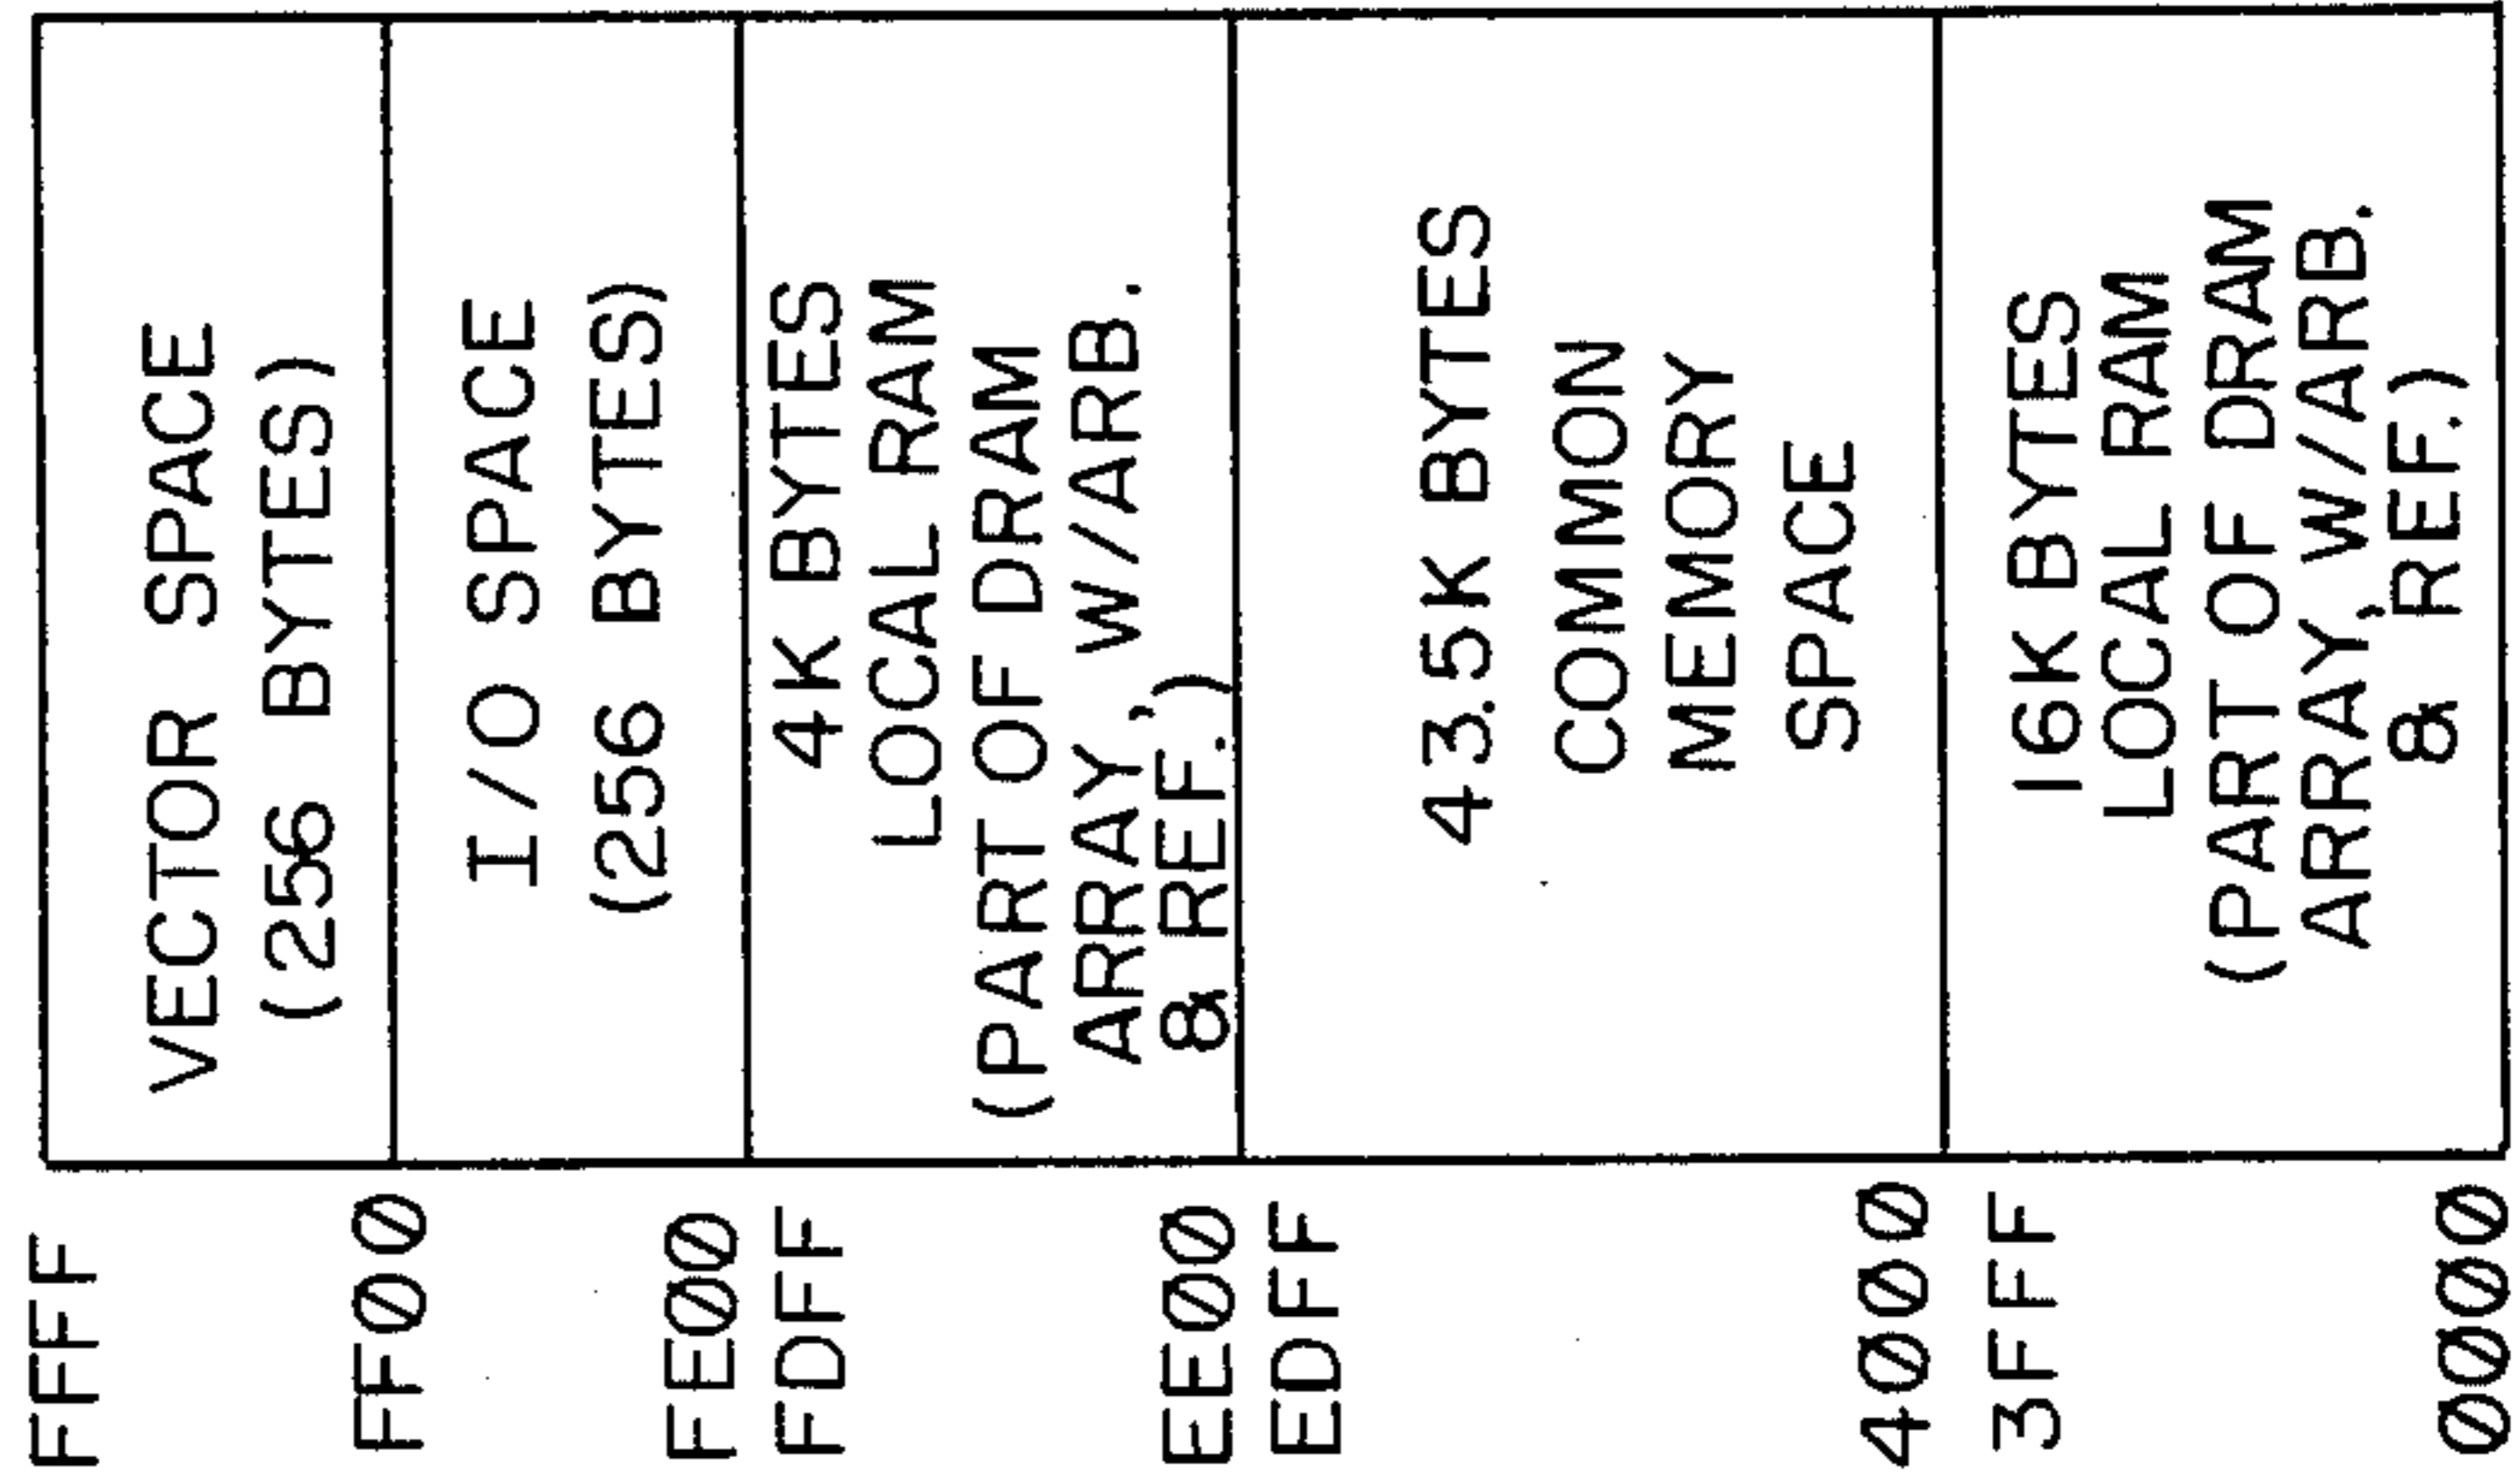 FFFF
VECTOR SPACE
(256 BYTES)
FF00
I/O SPACE
(256 BYTES)
FE00
FDFF
4K BYTES
LOCAL RAM
(PART OF DRAM
ARRAY, W/ARB.
& REF.)
EE00
EDFF
43.5K BYTES
COMMON
MEMORY
SPACE
4000
3FFF
16K BYTES
LOCAL RAM
(PART OF DRAM
ARRAY, W/ARB.
& REF.)
0000